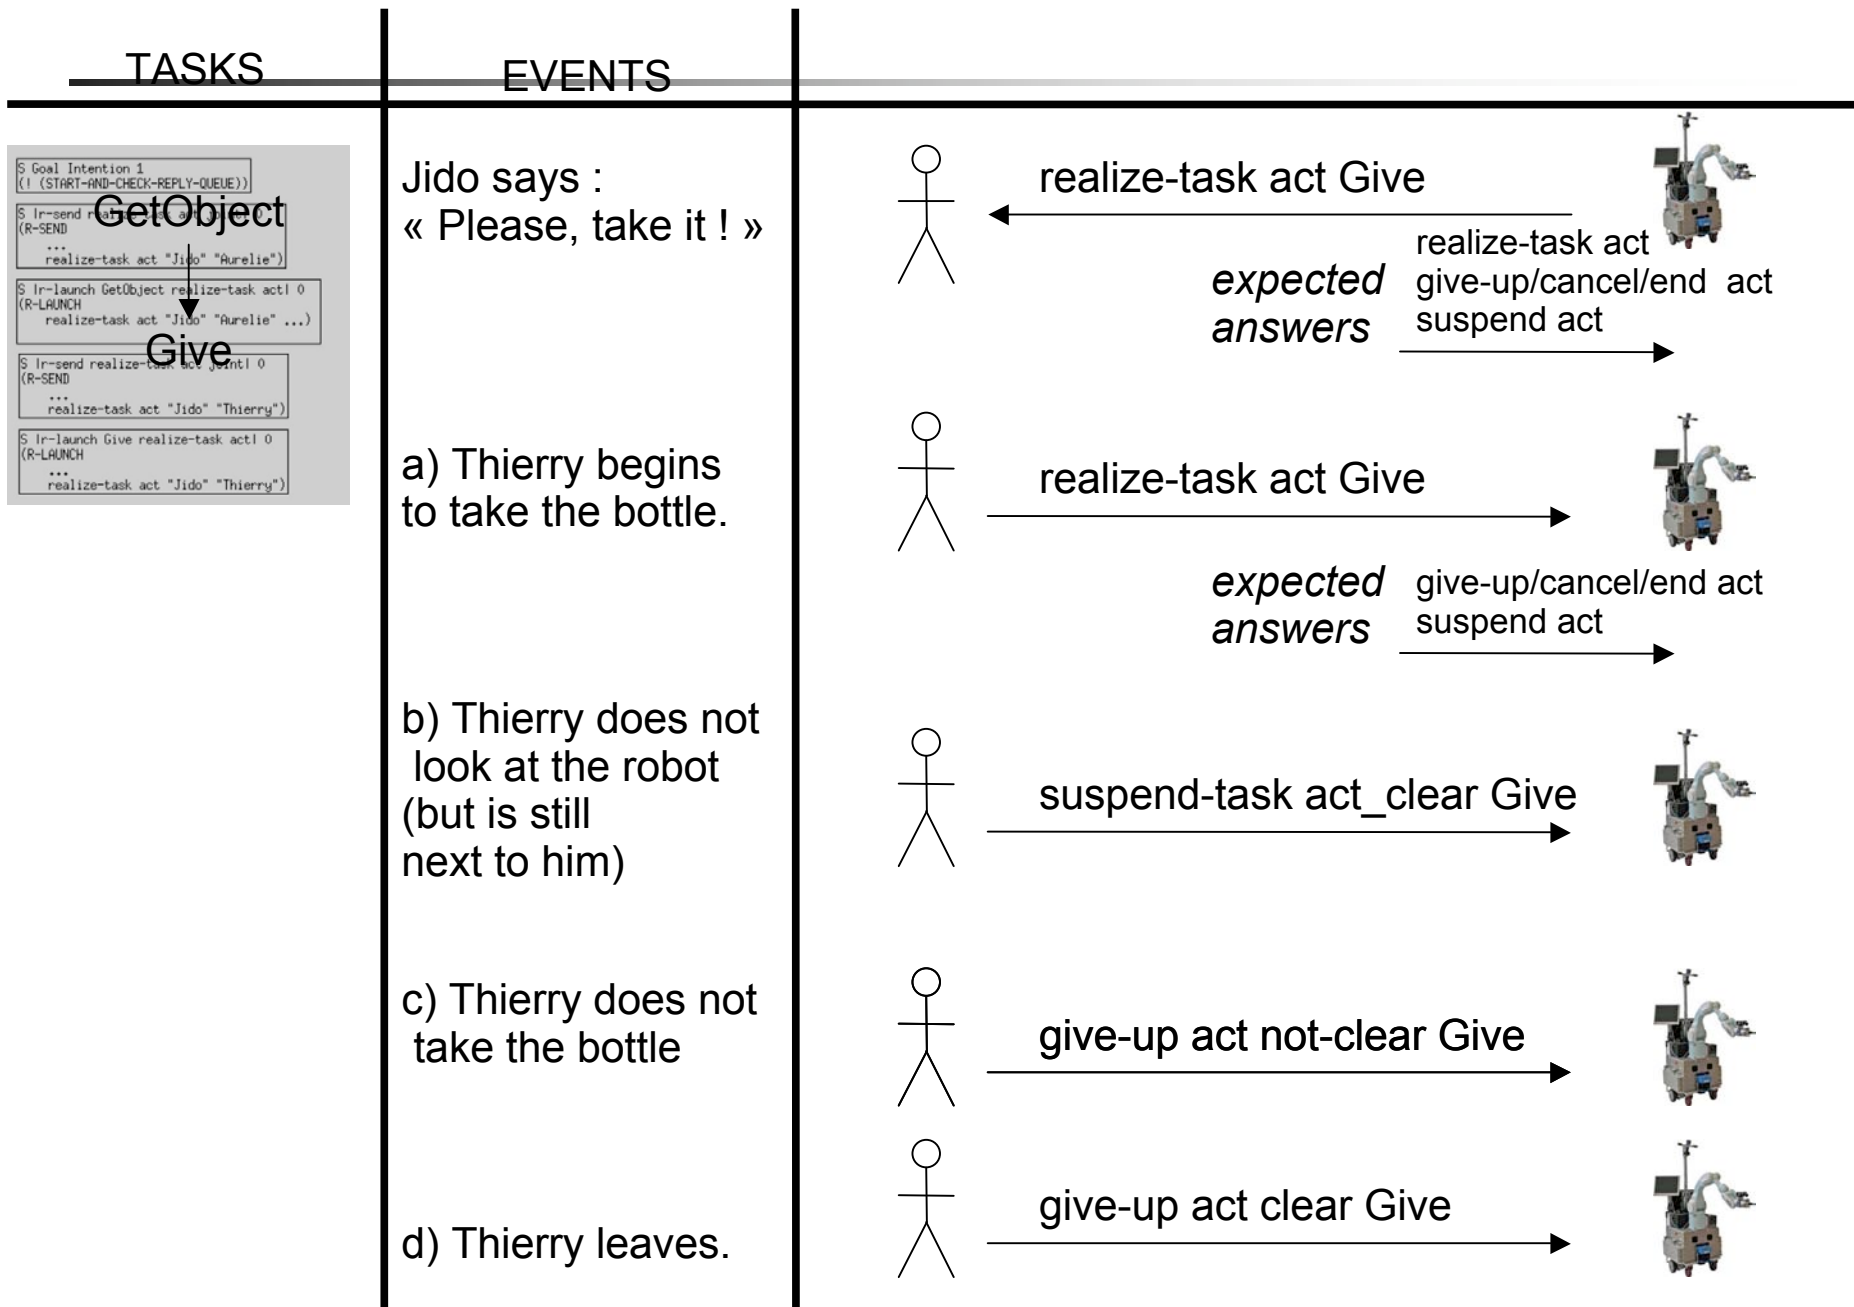 TASKS
EVENTS
S Goal Intention 1
(! (START-AND-CHECK-REPLY-QUEUE))
GetObject
(R-SEND
...
realize-task act "Jido" "Aurelie")
S |r-launch GetObject realize-task act| 0
(R-LAUNCH
realize-task act "Jido" "Aurelie" ...)
Give
S |r-send realize-task act joint| 0
(R-SEND
...
realize-task act "Jido" "Thierry")
S |r-launch Give realize-task act| 0
(R-LAUNCH
...
realize-task act "Jido" "Thierry")
Jido says :
« Please, take it ! »
realize-task act Give
expected
answers
realize-task act
give-up/cancel/end act
suspend act
a) Thierry begins
to take the bottle.
realize-task act Give
expected
answers
give-up/cancel/end act
suspend act
b) Thierry does not
look at the robot
(but is still
next to him)
suspend-task act_clear Give
c) Thierry does not
take the bottle
give-up act not-clear Give
d) Thierry leaves.
give-up act clear Give